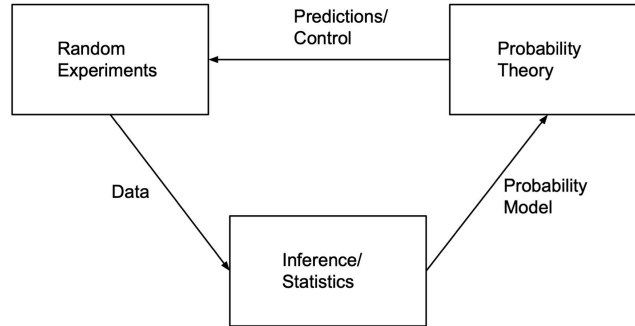 Predictions/
Control
Random
Experiments
Probability
Theory
Data
Probability
Model
Inference/
Statistics